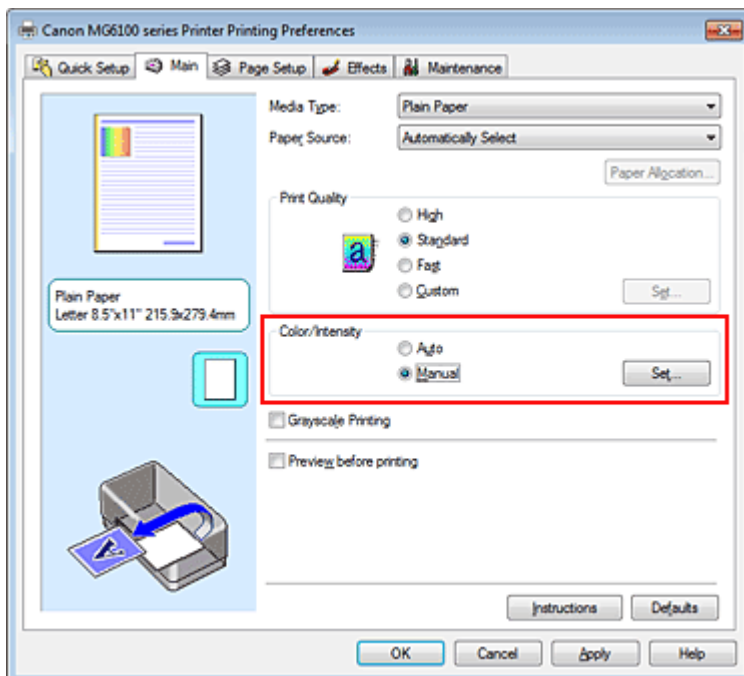 Canon MG6100 series Printer Printing Preferences
Quick Setup Main Page Setup Effects Maintenance
Media Type: Plain Paper
Paper Source: Automatically Select
Paper Allocation...
Print Quality
High
Standard
Fast
Custom Set...
Plain Paper
Letter 8.5"x11" 215.9x279.4mm
Color/Intensity
Auto
Manual Set...
Grayscale Printing
Preview before printing
Instructions Defaults
OK Cancel Apply Help